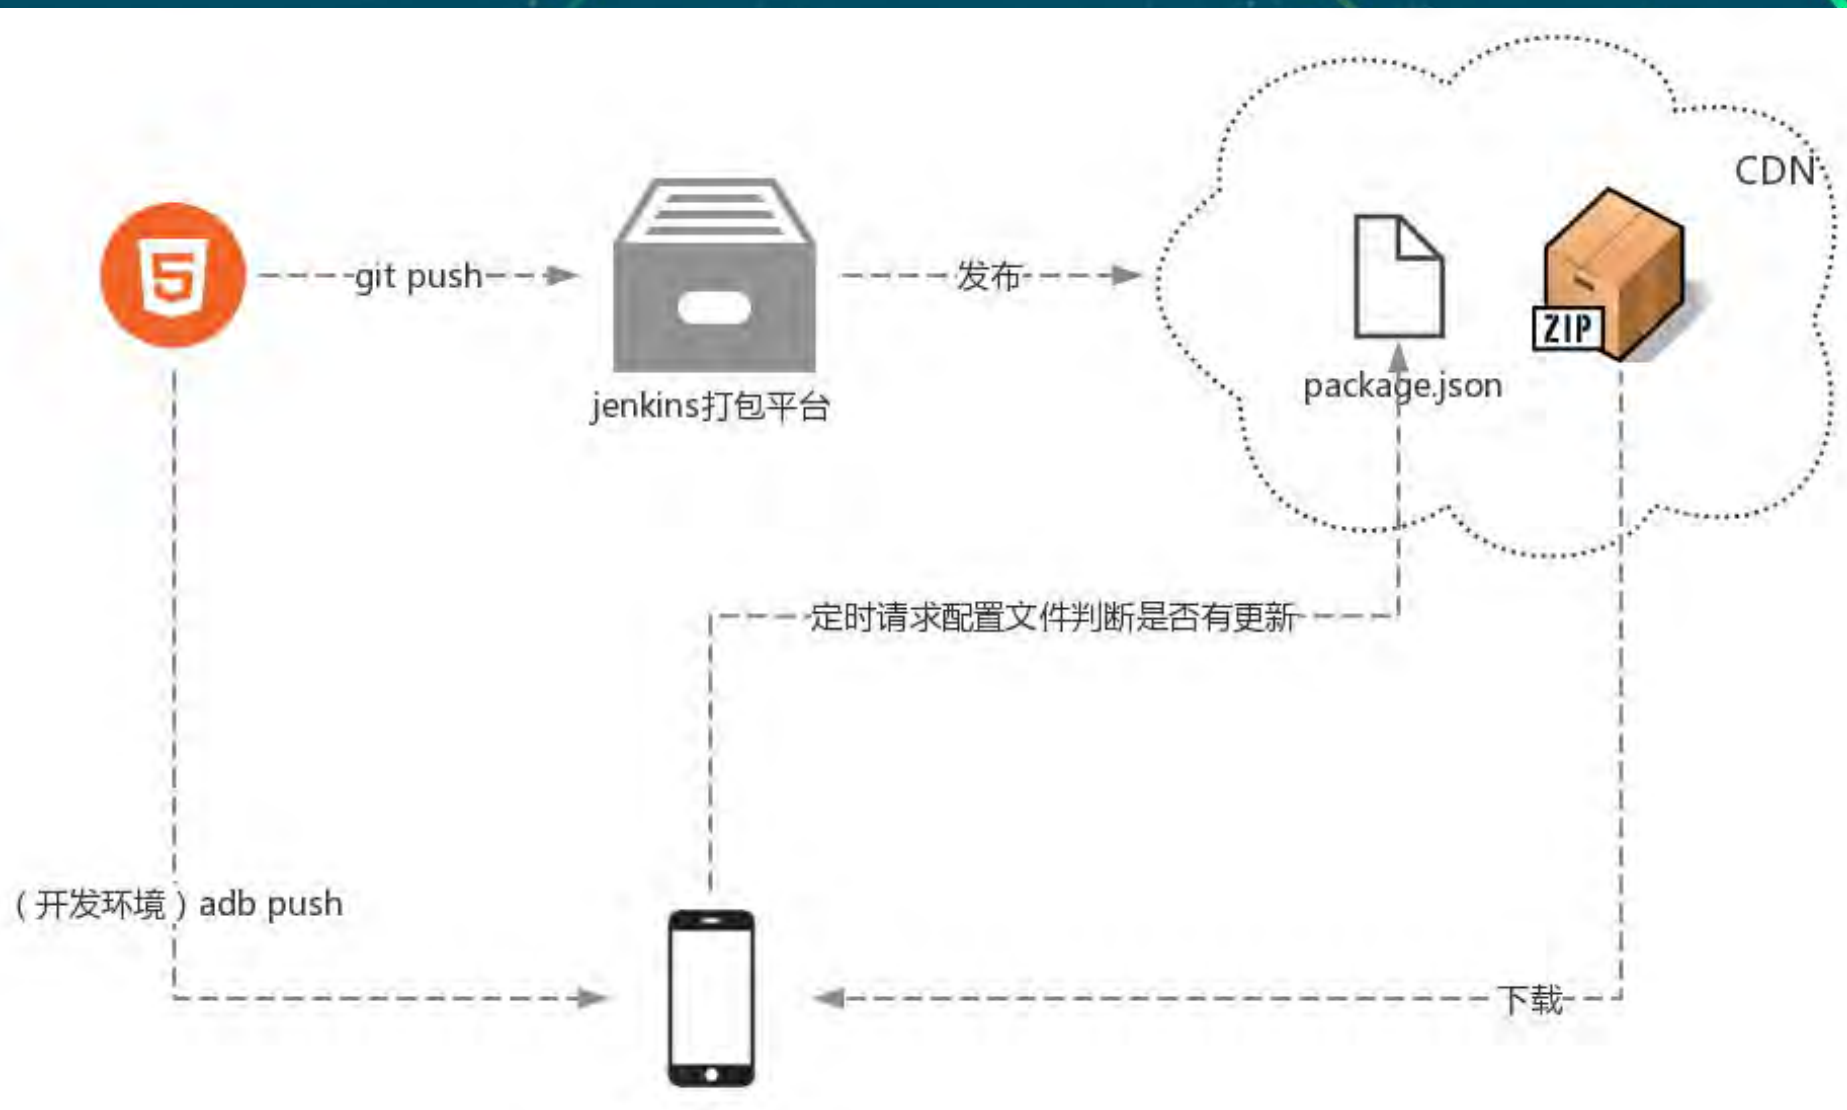 CDN
5
git push
发布
ZIP
package.json
jenkins打包平台
定时请求配置文件判断是否有更新
（开发环境）adb push
下载